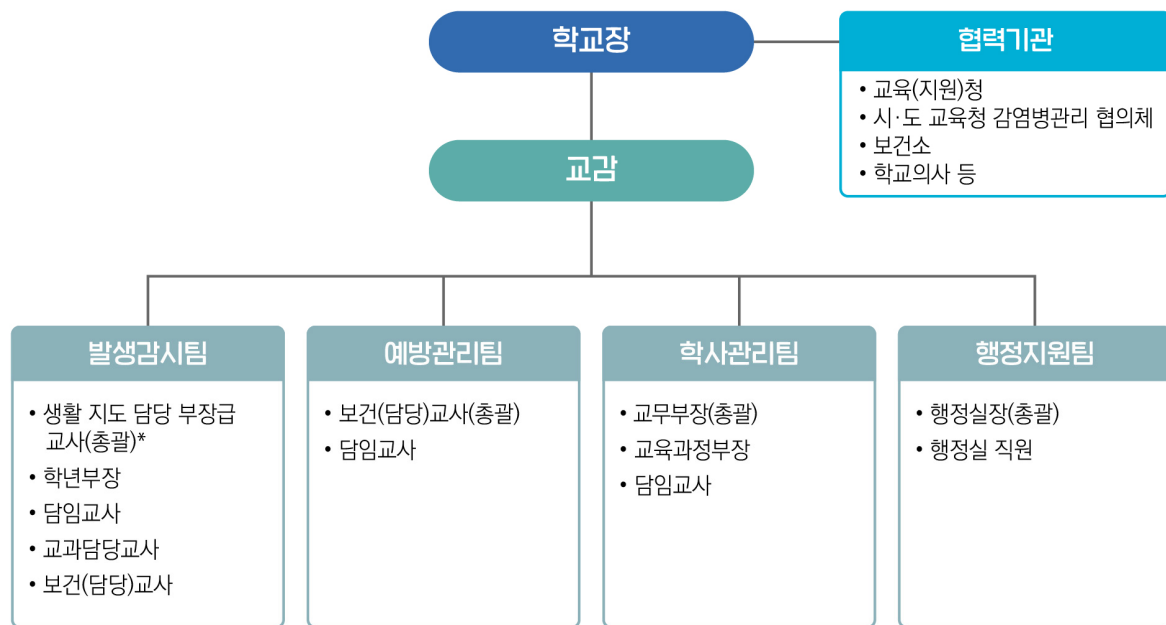 학교장
협력기관
• 교육(지원)청
• 시·도 교육청 감염병관리 협의체
• 보건소
• 학교의사 등
교감
발생감시팀
• 생활 지도 담당 부장급
교사(총괄)*
• 학년부장
• 담임교사
• 교과담당교사
• 보건(담당)교사
예방관리팀
• 보건(담당)교사(총괄)
• 담임교사
학사관리팀
• 교무부장(총괄)
• 교육과정부장
• 담임교사
행정지원팀
• 행정실장(총괄)
• 행정실 직원